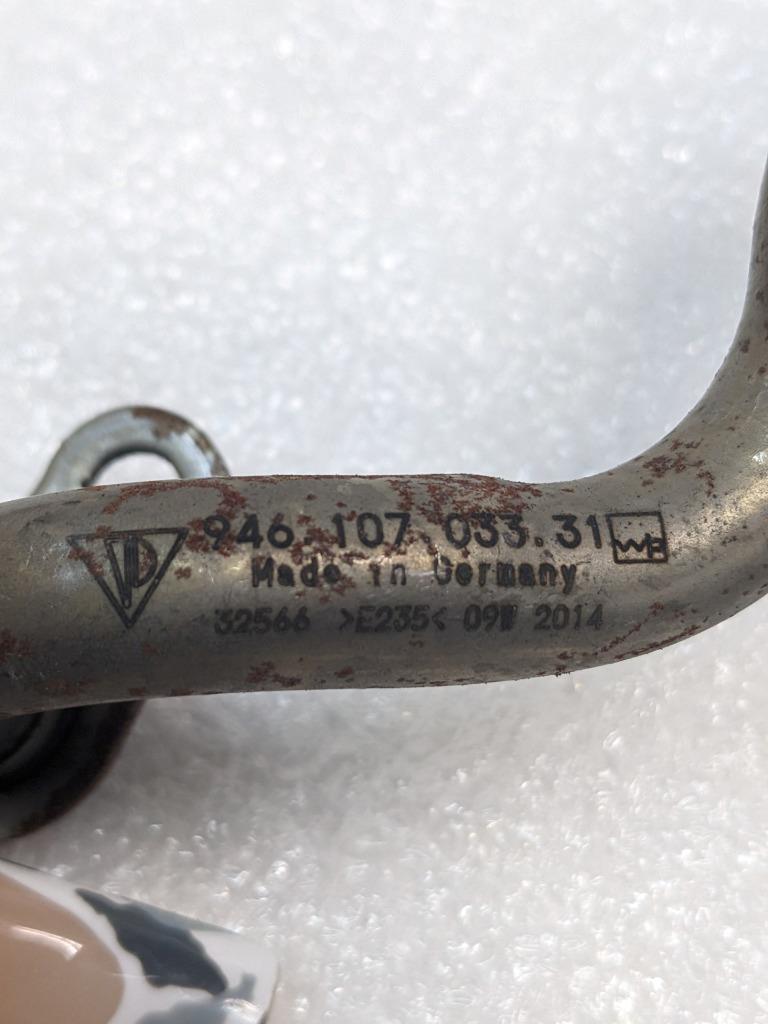 946.107.033.31
Made in Germany
32566 >E235< 09W 2014